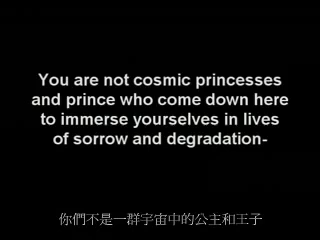 You are not cosmic princesses
and prince who come down here
to immerse yourselves in lives
of sorrow and degradation-
你們不是一群宇宙中的公主和王子